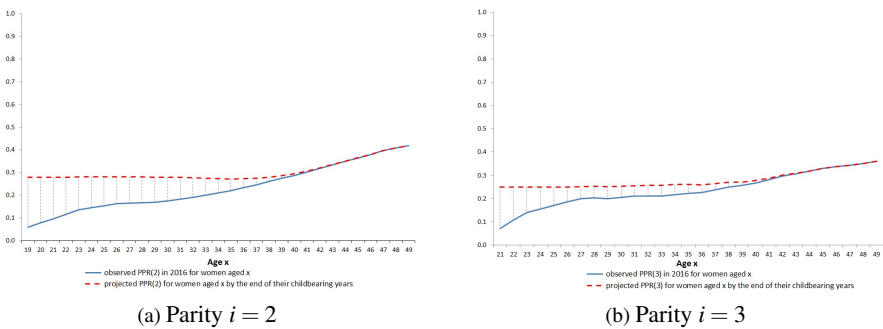 1.0
0.9
0.8
0.7
0.6
0.5
0.4
0.3
0.2
0.1
0.0
19 20 21 22 23 24 25 26 27 28 29 30 31 32 33 34 35 36 37 38 39 40 41 42 43 44 45 46 47 48 49
Age x
observed PPR(2) in 2016 for women aged x
projected PPR(2) for women aged x by the end of their childbearing years
(a) Parity i = 2
1.0
0.9
0.8
0.7
0.6
0.5
0.4
0.3
0.2
0.1
0.0
21 22 23 24 25 26 27 28 29 30 31 32 33 34 35 36 37 38 39 40 41 42 43 44 45 46 47 48 49
Age x
observed PPR(3) in 2016 for women aged x
projected PPR(3) for women aged x by the end of their childbearing years
(b) Parity i = 3